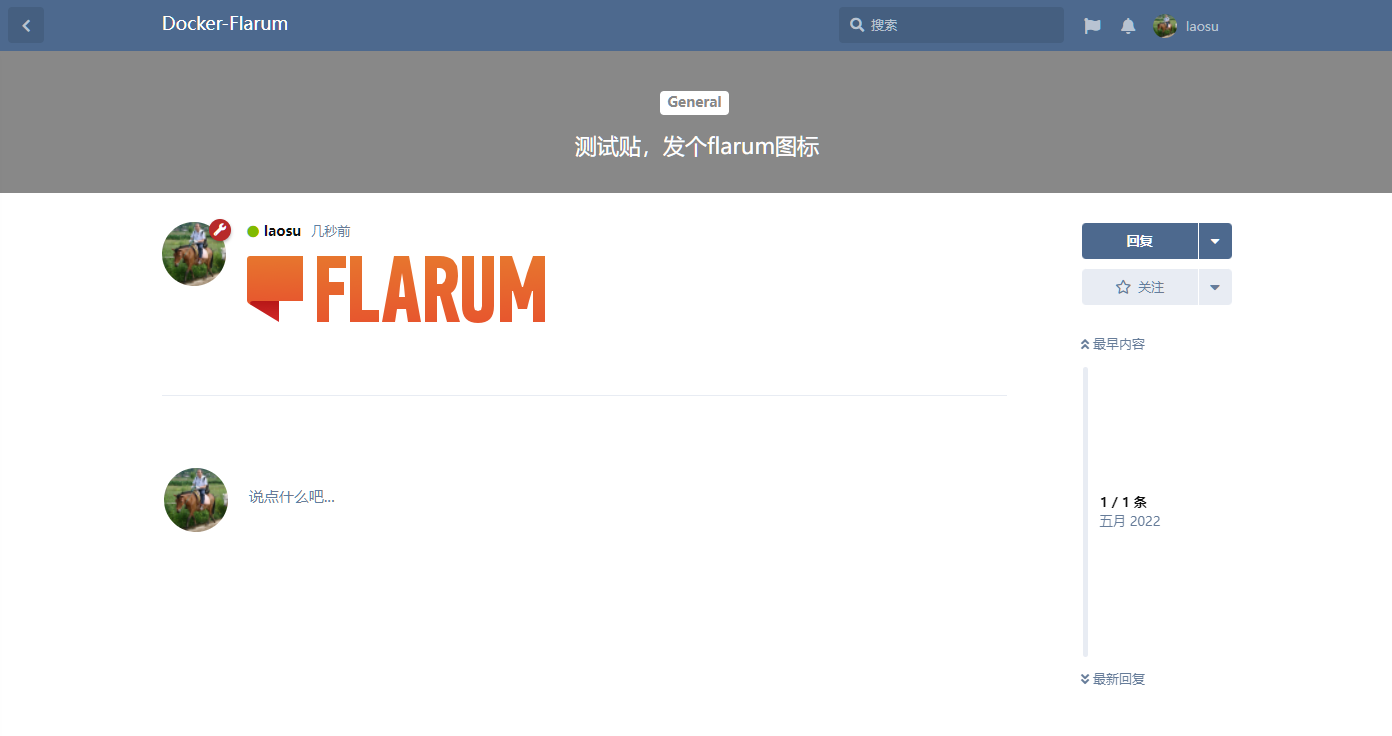 Docker-Flarum
搜索
laosu
General
测试贴，发个flarum图标
laosu 几秒前
FLARUM
说点什么吧...
回复
关注
最早内容
1 / 1 条
五月 2022
最新回复